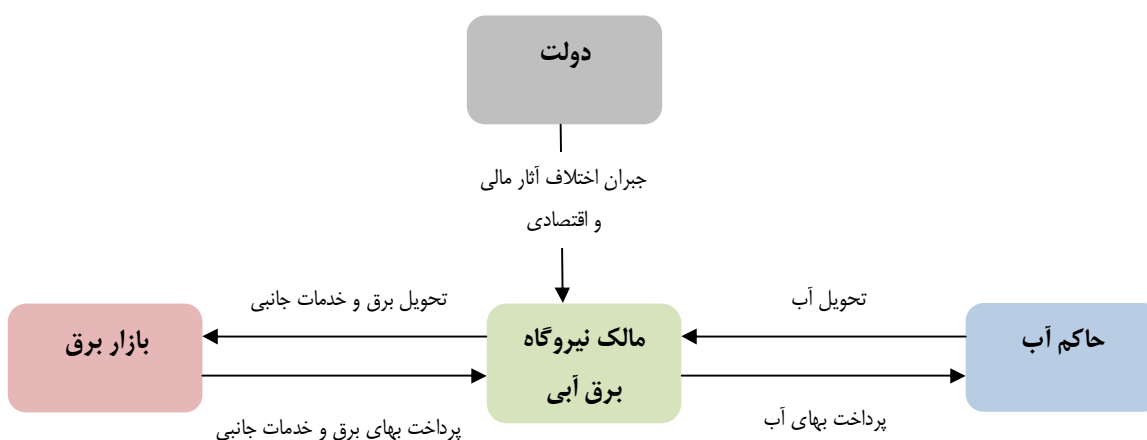 دولت
جبران اختلاف آثار مالی
و اقتصادی
تحویل آب
تحویل برق و خدمات جانبی
حاکم آب
مالک نیروگاه
برق آبی
بازار برق
پرداخت بهای آب
پرداخت بهای برق و خدمات جانبی